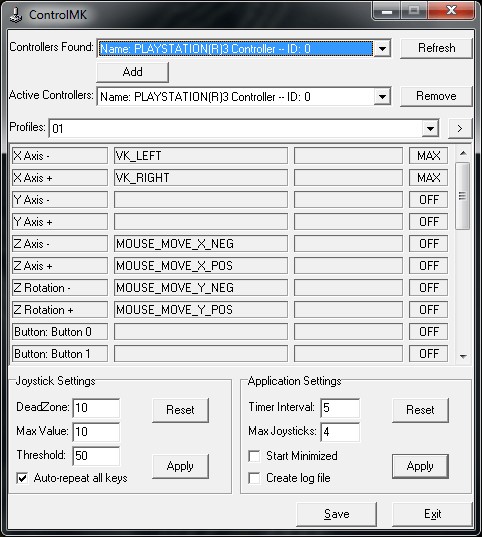 ControlMK
Controllers Found: Name: PLAYSTATION(R)3 Controller -- ID: 0 Refresh
Add
Active Controllers: Name: PLAYSTATION(R)3 Controller -- ID: 0 Remove
Profiles: 01 >
X Axis - VK_LEFT MAX
X Axis + VK_RIGHT MAX
Y Axis - OFF
Y Axis + OFF
Z Axis - MOUSE_MOVE_X_NEG OFF
Z Axis + MOUSE_MOVE_X_POS OFF
Z Rotation - MOUSE_MOVE_Y_NEG OFF
Z Rotation + MOUSE_MOVE_Y_POS OFF
Button: Button 0 OFF
Button: Button 1 OFF
Joystick Settings
DeadZone: 10 Reset
Max Value: 10
Threshold: 50 Apply
Auto-repeat all keys
Application Settings
Timer Interval: 5 Reset
Max Joysticks: 4
Start Minimized Apply
Create log file
Save Exit